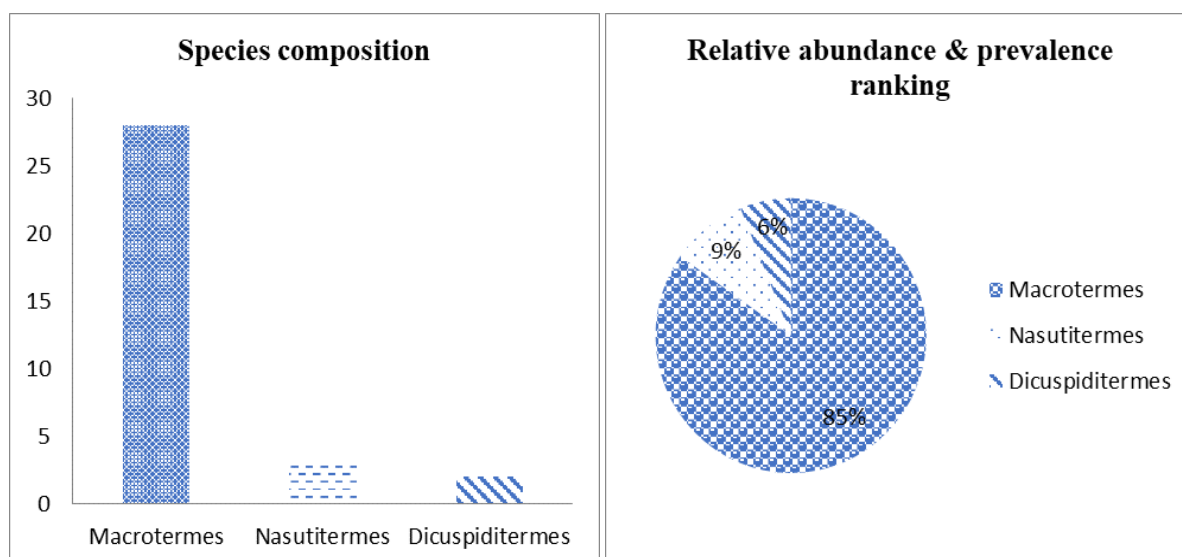 Species composition
30
25
20
15
10
5
0
Macrotermes Nasutitermes Dicuspiditermes
Relative abundance & prevalence
ranking
6%
9%
85%
Macrotermes
Nasutitermes
Dicuspiditermes